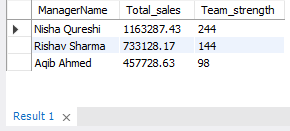 ManagerName Total_sales Team_strength
Nisha Qureshi 1163287.43 244
Rishav Sharma 733128.17 144
Aqib Ahmed 457728.63 98
Result 1